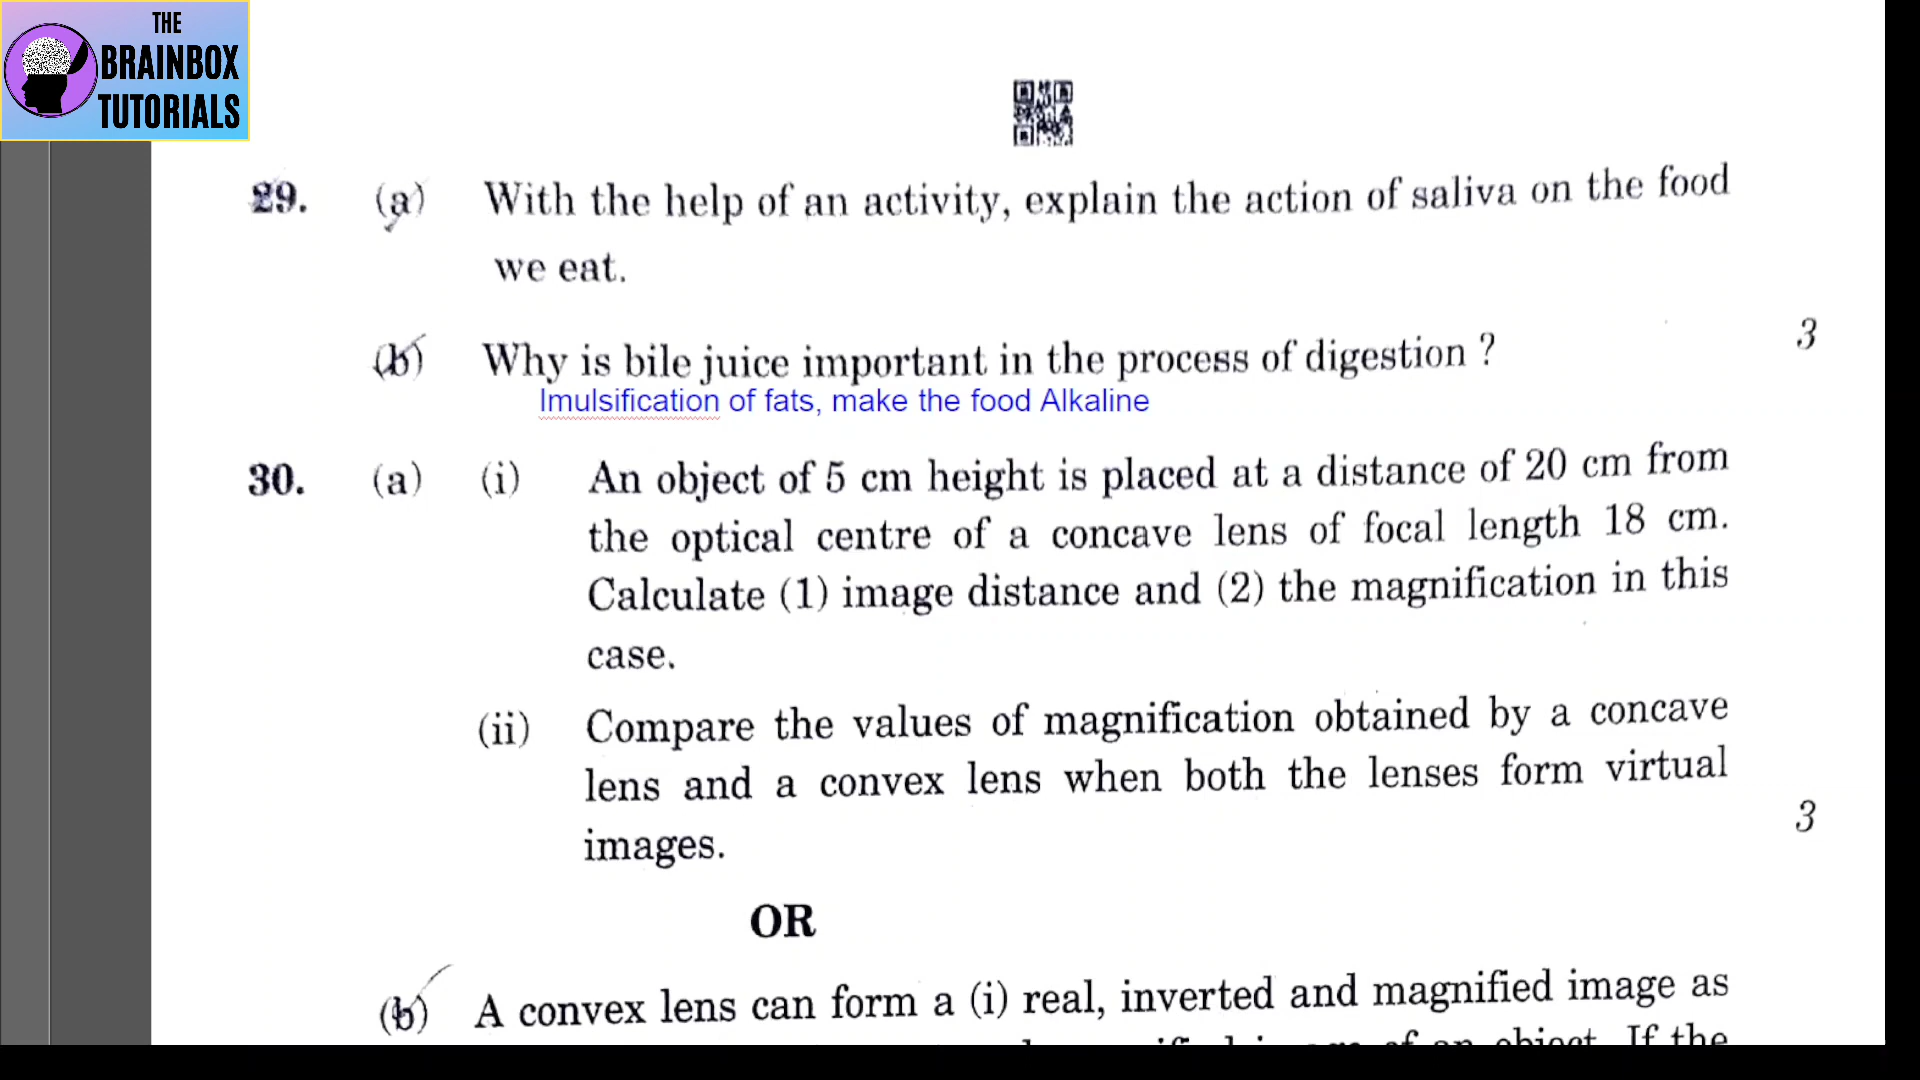 THE
BRAINBOX
TUTORIALS
29. (a) With the help of an activity, explain the action of saliva on the food
we eat.
3
(b) Why is bile juice important in the process of digestion ?
Imulsification of fats, make the food Alkaline
30. (a) (i) An object of 5 cm height is placed at a distance of 20 cm from
the optical centre of a concave lens of focal length 18 cm.
Calculate (1) image distance and (2) the magnification in this
case.
(ii) Compare the values of magnification obtained by a concave
lens and a convex lens when both the lenses form virtual
images.
3
OR
(b) A convex lens can form a (i) real, inverted and magnified image as
of an object. If the